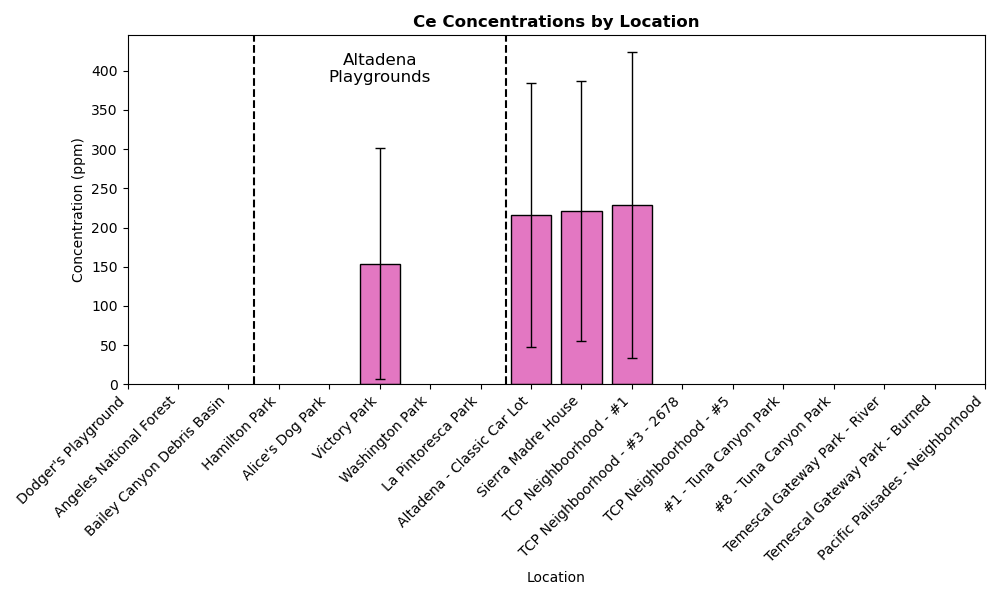 Ce Concentrations by Location
Altadena
Playgrounds
Concentration (ppm)
400
350
300
250
200
150
100
50
0
Dodger's Playground
Angeles National Forest
Bailey Canyon Debris Basin
Hamilton Park
Alice's Dog Park
Victory Park
Washington Park
La Pintoresca Park
Altadena - Classic Car Lot
Sierra Madre House
TCP Neighboorhood - #1
TCP Neighboorhood - #3 - 2678
TCP Neighboorhood - #5
#1 - Tuna Canyon Park
#8 - Tuna Canyon Park
Temescal Gateway Park - River
Temescal Gateway Park - Burned
Pacific Palisades - Neighborhood
Location